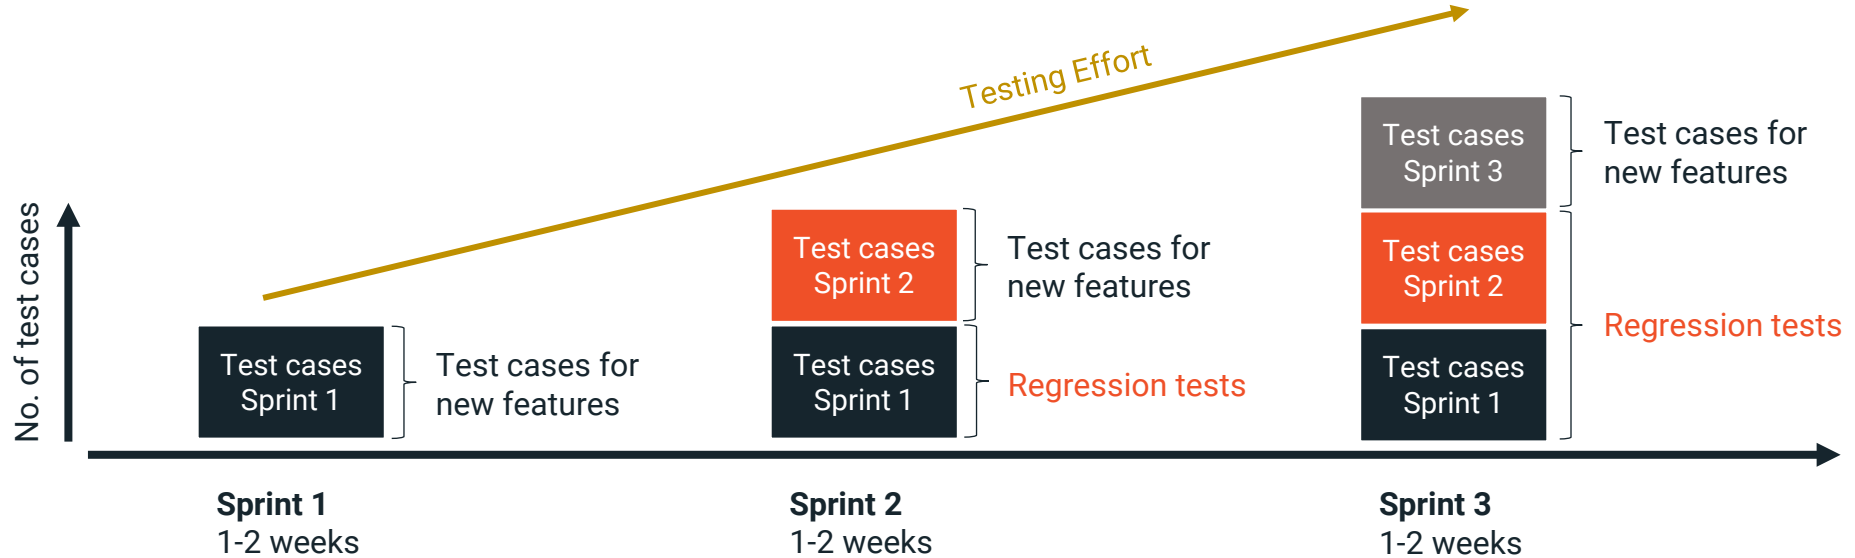 Testing Effort
No. of test cases
Test cases
Sprint 1
Test cases for
new features
Test cases
Sprint 2
Test cases for
new features
Test cases
Sprint 1
Regression tests
Test cases
Sprint 3
Test cases for
new features
Test cases
Sprint 2
Test cases
Sprint 1
Regression tests
Sprint 1
1-2 weeks
Sprint 2
1-2 weeks
Sprint 3
1-2 weeks